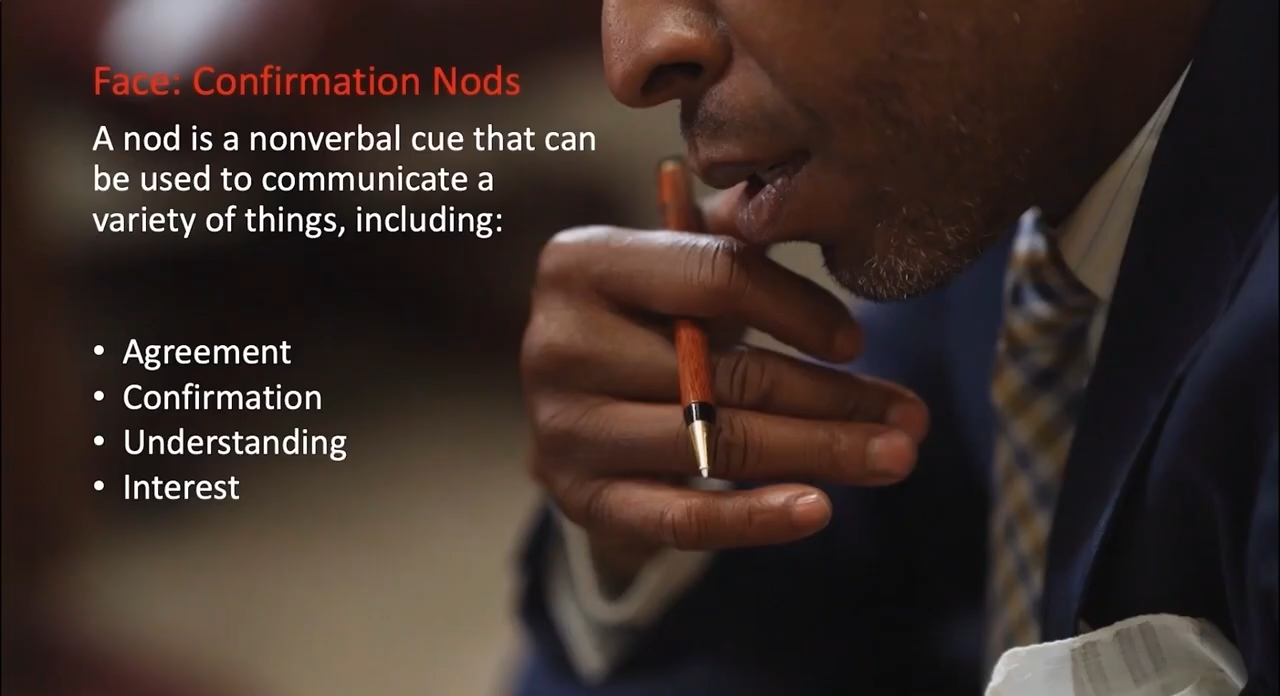 Face: Confirmation Nods
A nod is a nonverbal cue that can
be used to communicate a
variety of things, including:
• Agreement
• Confirmation
• Understanding
• Interest